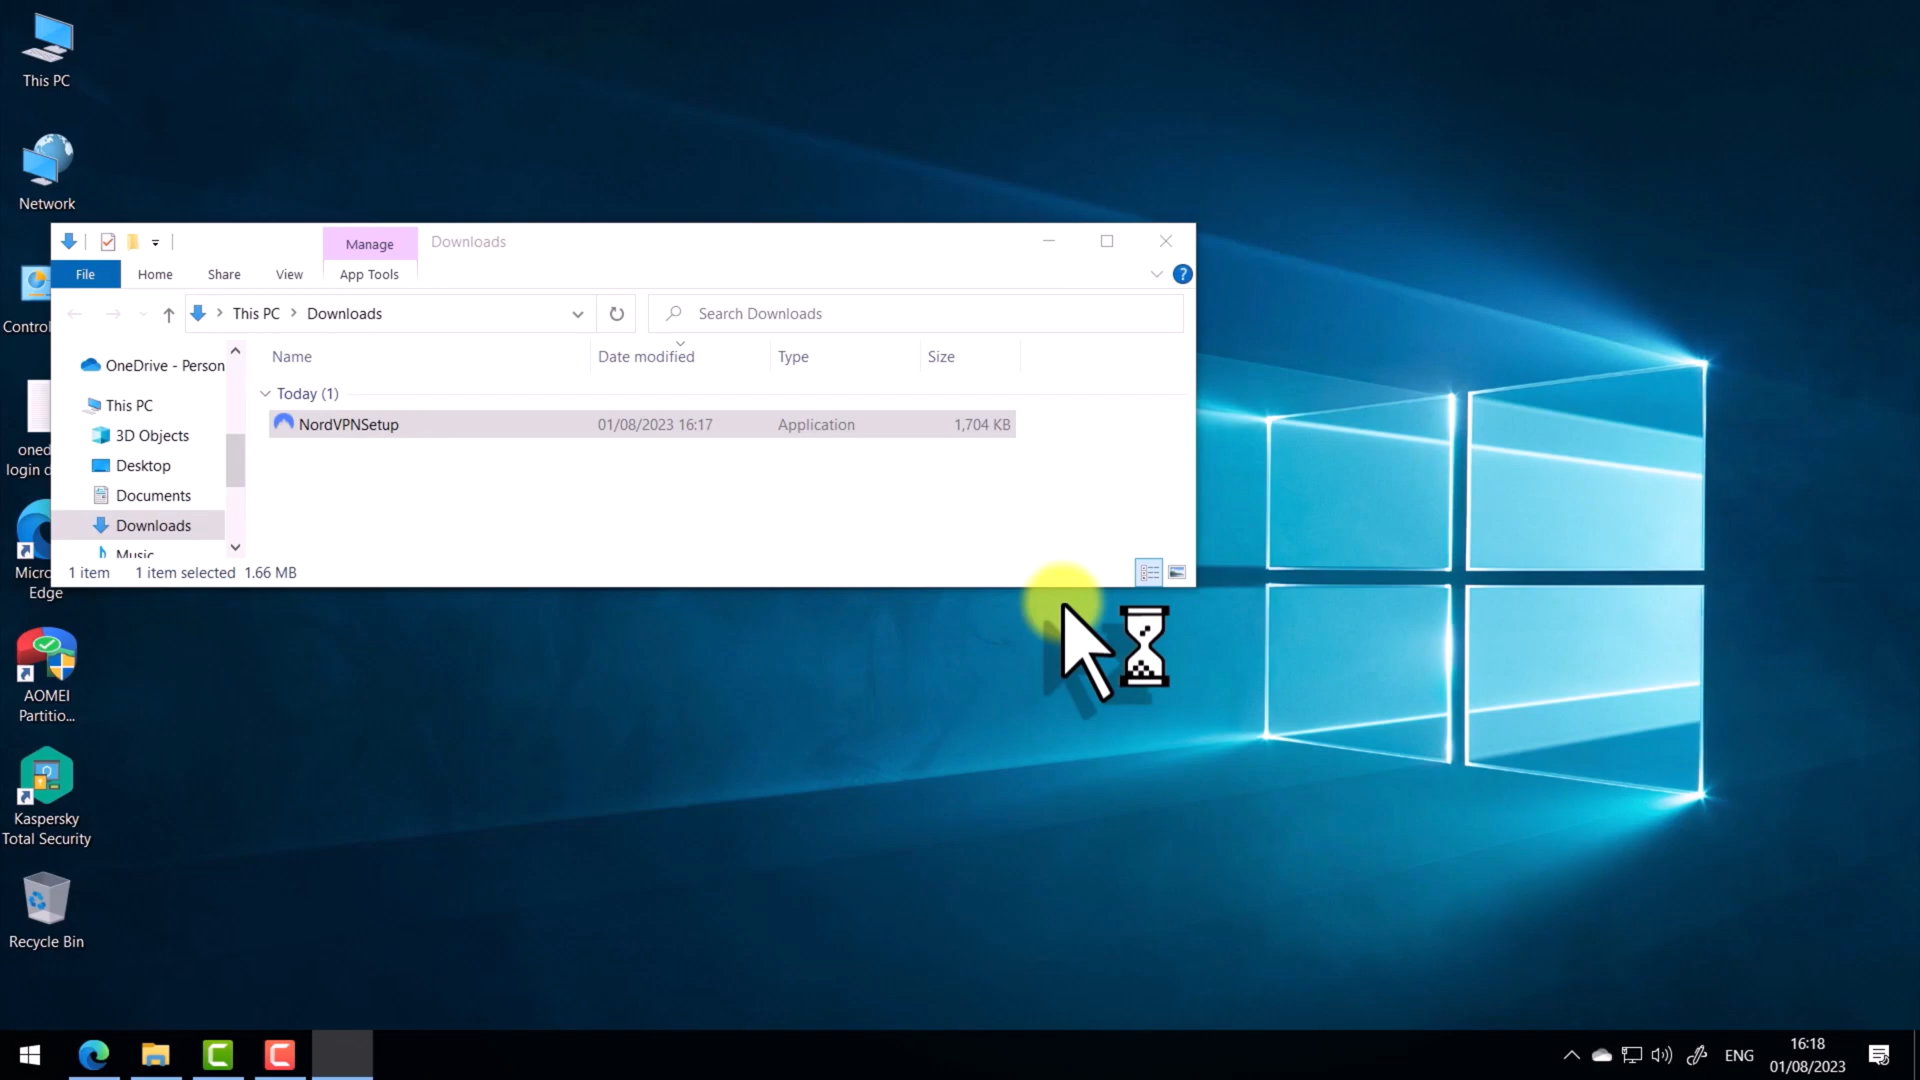 This PC
Network
Control
oned
login d
Micro
Edge
AOMEI
Partitio...
Kaspersky
Total Security
Recycle Bin
Manage
Downloads
File
Home
Share
View
App Tools
?
This PC
Downloads
Search Downloads
Name
Date modified
Type
Size
OneDrive - Person
This PC
3D Objects
Desktop
Documents
Downloads
Music
Today (1)
NordVPNSetup
01/08/2023 16:17
Application
1,704 KB
1 item
1 item selected 1.66 MB
ENG
16:18
01/08/2023